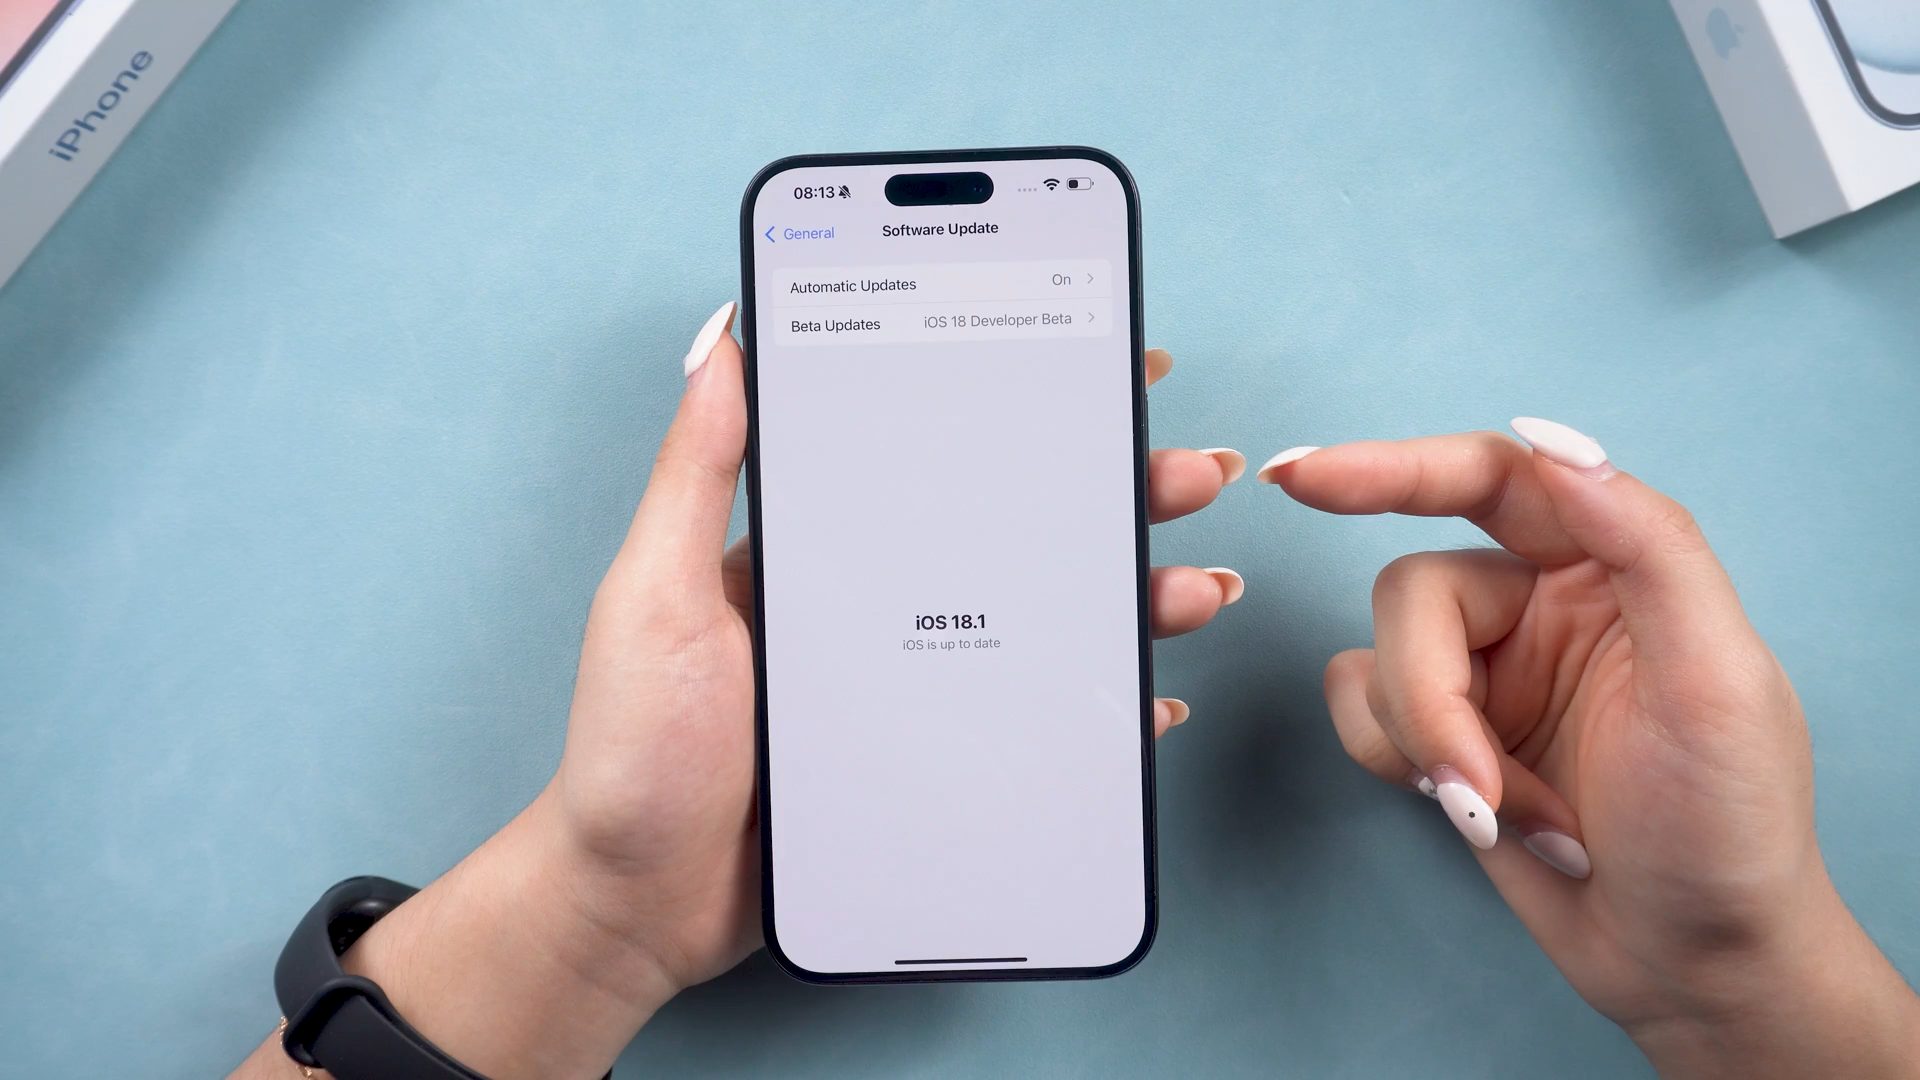 iPhone
08:13
General
Software Update
Automatic Updates On
Beta Updates iOS 18 Developer Beta
iOS 18.1
iOS is up to date